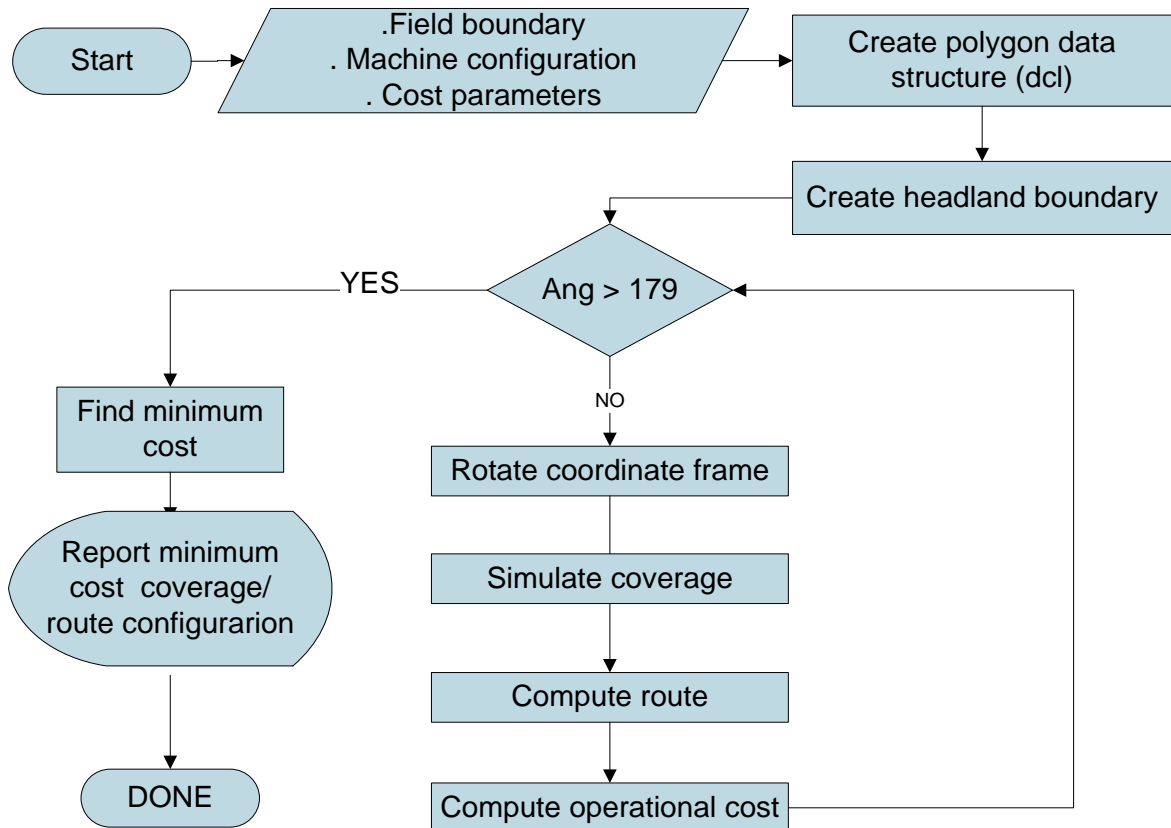 Start
.Field boundary
. Machine configuration
. Cost parameters
Create polygon data
structure (dcl)
Create headland boundary
Ang > 179
YES
NO
Find minimum
cost
Report minimum
cost coverage/
route configurarion
DONE
Rotate coordinate frame
Simulate coverage
Compute route
Compute operational cost